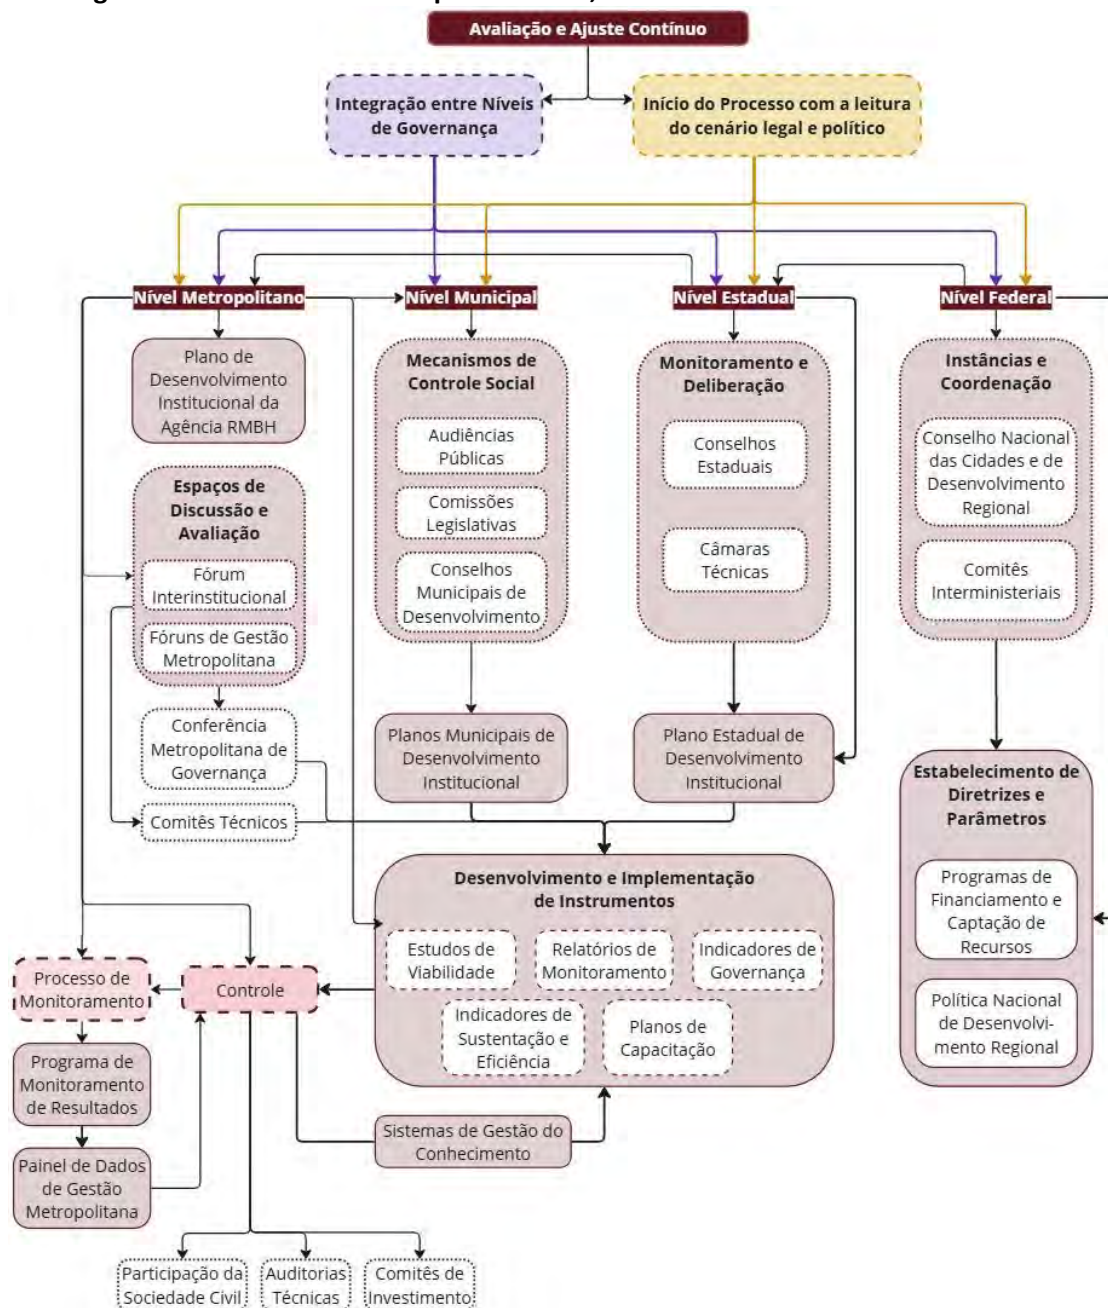 Avaliação e Ajuste Contínuo
Integração entre Níveis
de Governança
Início do Processo com a leitura
do cenário legal e político
Nível Metropolitano
Nível Municipal
Nível Estadual
Nível Federal
Plano de
Desenvolvimento
Institucional da
Agência RMBH
Espaços de
Discussão e
Avaliação
Fórum
Interinstitucional
Fóruns de Gestão
Metropolitana
Conferência
Metropolitana de
Governança
Comitês Técnicos
Mecanismos de
Controle Social
Audiências
Públicas
Comissões
Legislativas
Conselhos
Municipais de
Desenvolvimento
Planos Municipais de
Desenvolvimento
Institucional
Monitoramento e
Deliberação
Conselhos
Estaduais
Câmaras
Técnicas
Plano Estadual de
Desenvolvimento
Institucional
Instâncias e
Coordenação
Conselho Nacional
das Cidades e de
Desenvolvimento
Regional
Comitês
Interministeriais
Estabelecimento de
Diretrizes e
Parâmetros
Programas de
Financiamento e
Captação de
Recursos
Política Nacional
de Desenvolvi-
mento Regional
Desenvolvimento e Implementação
de Instrumentos
Estudos de
Viabilidade
Relatórios de
Monitoramento
Indicadores de
Governança
Indicadores de
Sustentação e
Eficiência
Planos de
Capacitação
Processo de
Monitoramento
Controle
Programa de
Monitoramento
de Resultados
Painel de Dados
de Gestão
Metropolitana
Sistemas de Gestão do
Conhecimento
Participação da
Sociedade Civil
Auditorias
Técnicas
Comitês de
Investimento